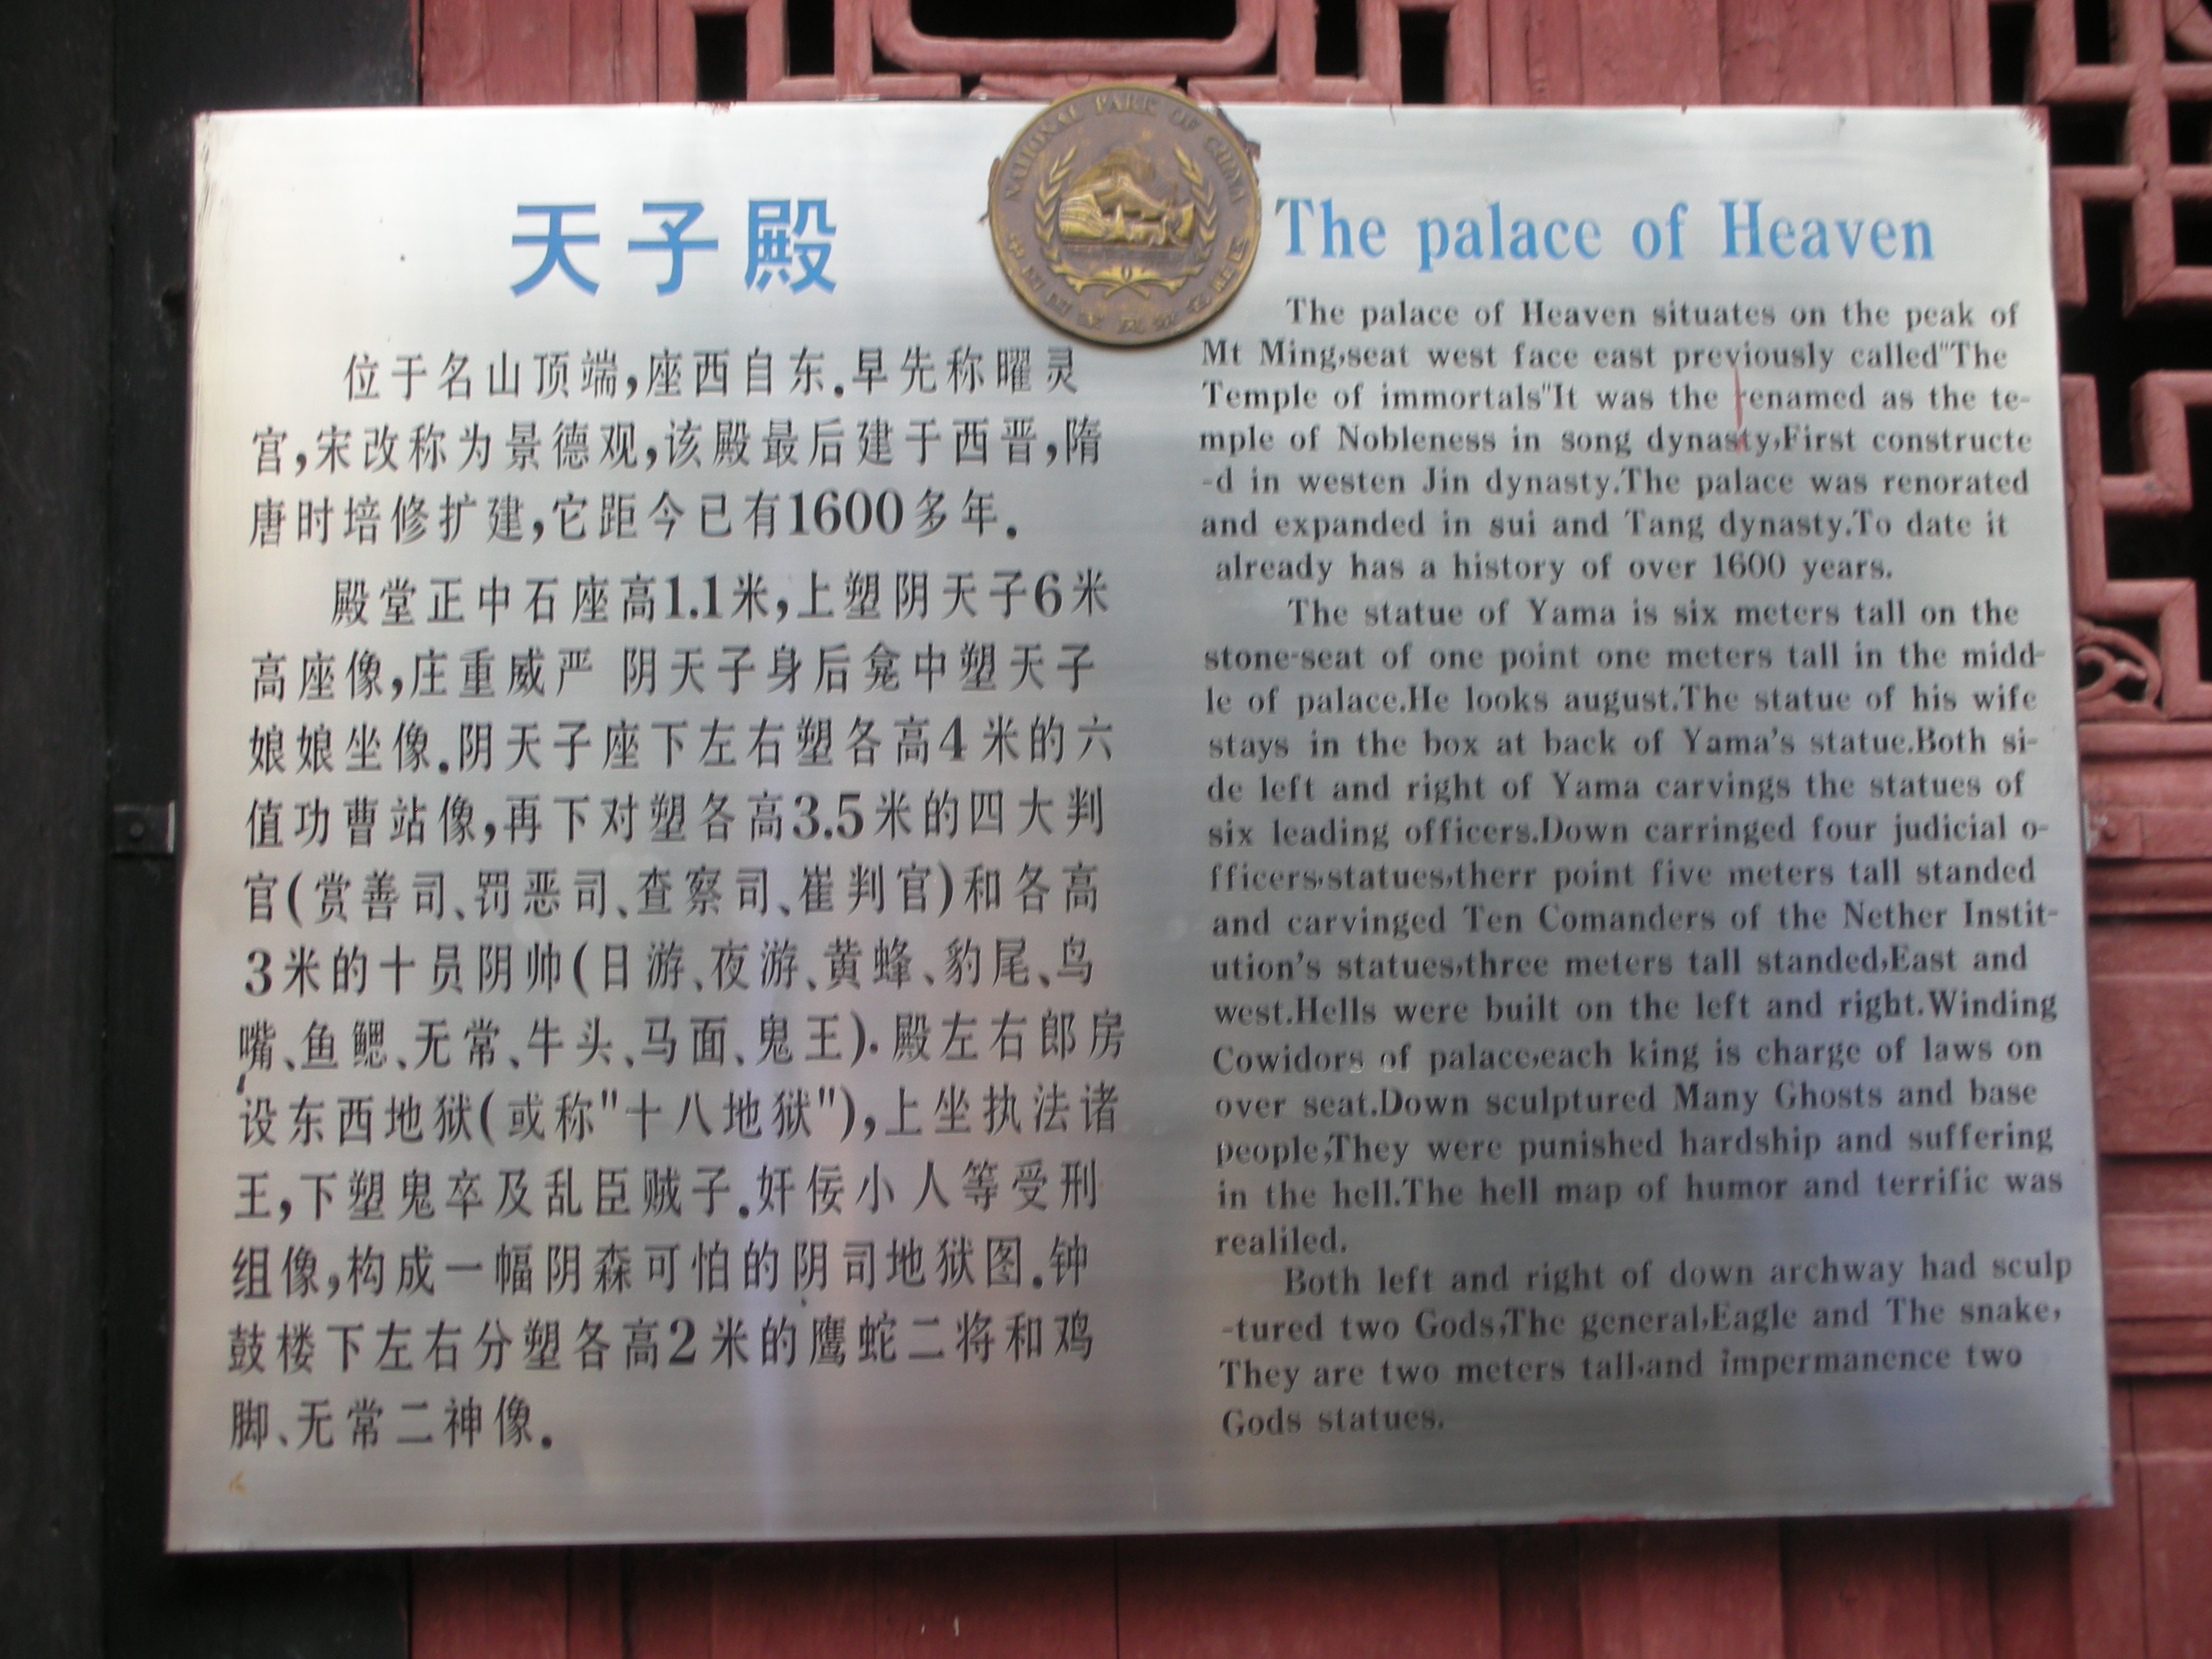 天子殿
位于名山顶端,座西自东.早先称曜灵
宫,宋改称为景德观,该殿最后建于西晋,隋
唐时培修扩建,它距今已有1600多年.
殿堂正中石座高1.1米,上塑阴天子6米
高座像,庄重威严 阴天子身后龛中塑天子
娘娘坐像.阴天子座下左右塑各高4米的六
值功曹站像,再下对塑各高3.5米的四大判
官(赏善司、罚恶司、查察司、崔判官)和各高
3米的十员阴帅(日游、夜游、黄蜂、豹尾、鸟
嘴、鱼鳃、无常、牛头、马面、鬼王).殿左右郎房
设东西地狱(或称"十八地狱"),上坐执法诸
王,下塑鬼卒及乱臣贼子.奸佞小人等受刑
组像,构成一幅阴森可怕的阴司地狱图.钟
鼓楼下左右分塑各高2米的鹰蛇二将和鸡
脚、无常二神像.
NATIONAL PARK OF CHINA
中国国家风景名胜区
The palace of Heaven
The palace of Heaven situates on the peak of
Mt Ming,seat west face east previously called"The
Temple of immortals"It was the renamed as the te-
mple of Nobleness in song dynasty,First constructe
-d in westen Jin dynasty.The palace was renorated
and expanded in sui and Tang dynasty.To date it
already has a history of over 1600 years.
The statue of Yama is six meters tall on the
stone-seat of one point one meters tall in the midd-
le of palace.He looks august.The statue of his wife
stays in the box at back of Yama's statue.Both si-
de left and right of Yama carvings the statues of
six leading officers.Down carringed four judicial o-
fficers,statues,therr point five meters tall standed
and carvinged Ten Comanders of the Nether Instit-
ution's statues,three meters tall standed,East and
west.Hells were built on the left and right.Winding
Cowidors of palace,each king is charge of laws on
over seat.Down sculptured Many Ghosts and base
people,They were punished hardship and suffering
in the hell.The hell map of humor and terrific was
realiled.
Both left and right of down archway had sculp
-tured two Gods,The general,Eagle and The snake,
They are two meters tall,and impermanence two
Gods statues.